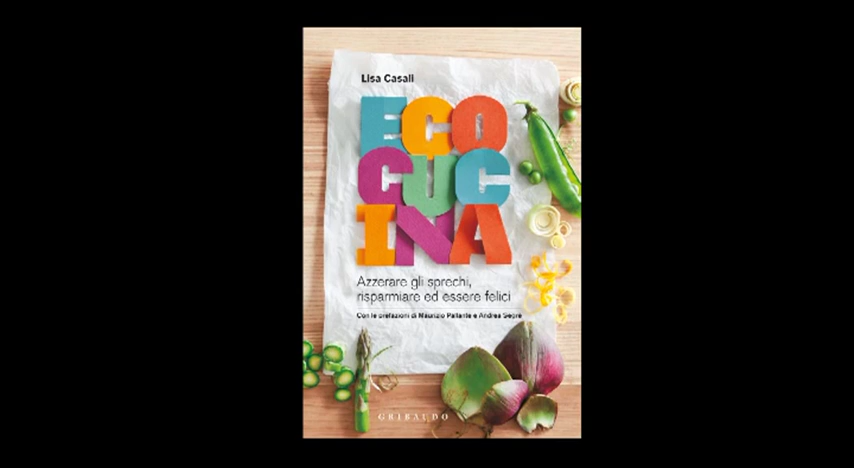 Lisa Casali
ECO
CUC
INA
Azzerare gli sprechi,
risparmiare ed essere felici
Con le prefazioni di Maurizio Pallante e Andrea Segrè
GRIBAUDO